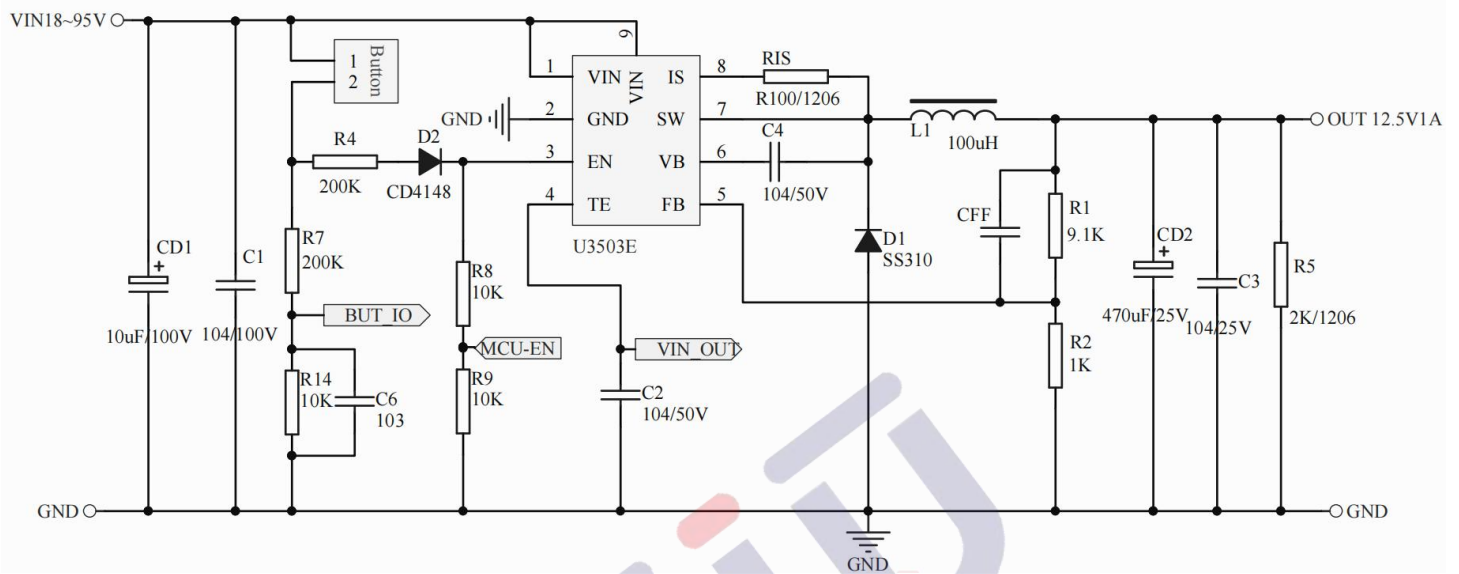 VIN18~95V
Button
1
2
9
VIN
1
VIN
IS
8
RIS
R100/1206
GND
2
GND
SW
7
L1
100uH
OUT 12.5V1A
R4
200K
D2
CD4148
3
EN
VB
6
C4
104/50V
4
TE
FB
5
U3503E
CFF
R1
9.1K
D1
SS310
CD1
+
10uF/100V
C1
104/100V
R7
200K
R8
10K
CD2
+
470uF/25V
C3
104/25V
R5
2K/1206
BUT_IO
MCU-EN
VIN_OUT
R2
1K
R14
10K
C6
103
R9
10K
C2
104/50V
GND
GND
GND